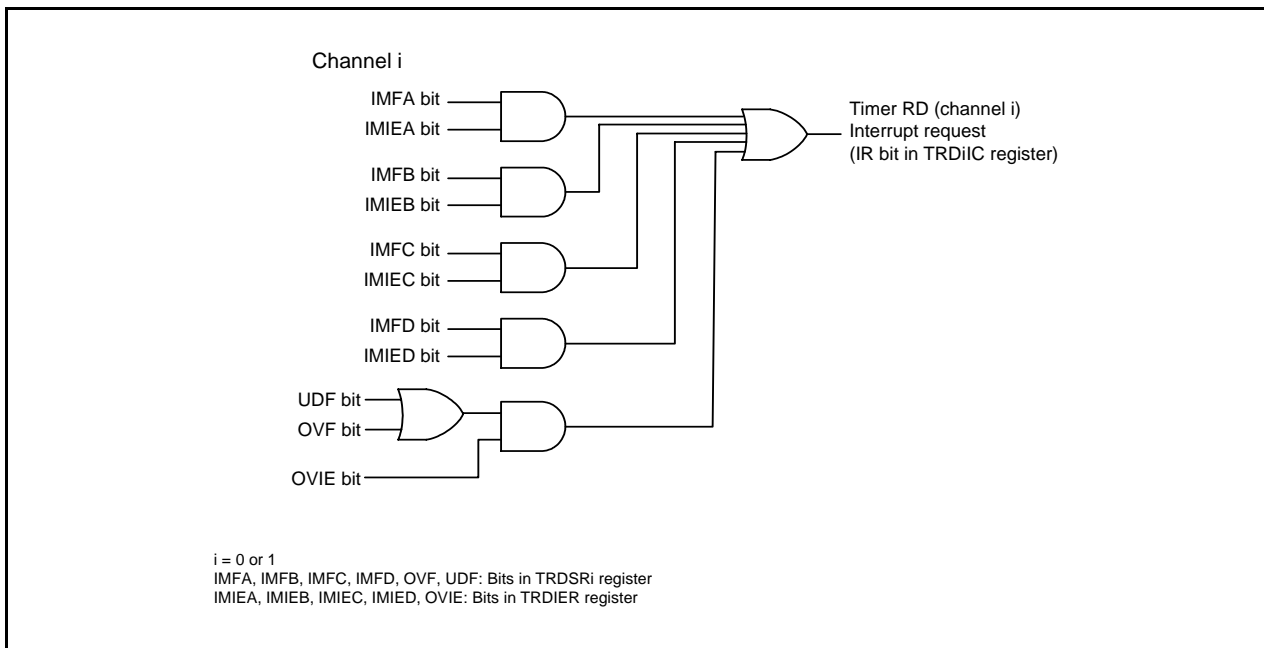 Channel i
IMFA bit
IMIEA bit
IMFB bit
IMIEB bit
IMFC bit
IMIEC bit
IMFD bit
IMIED bit
UDF bit
OVF bit
OVIE bit
Timer RD (channel i)
Interrupt request
(IR bit in TRDiIC register)
i = 0 or 1
IMFA, IMFB, IMFC, IMFD, OVF, UDF: Bits in TRDSRi register
IMIEA, IMIEB, IMIEC, IMIED, OVIE: Bits in TRDIER register